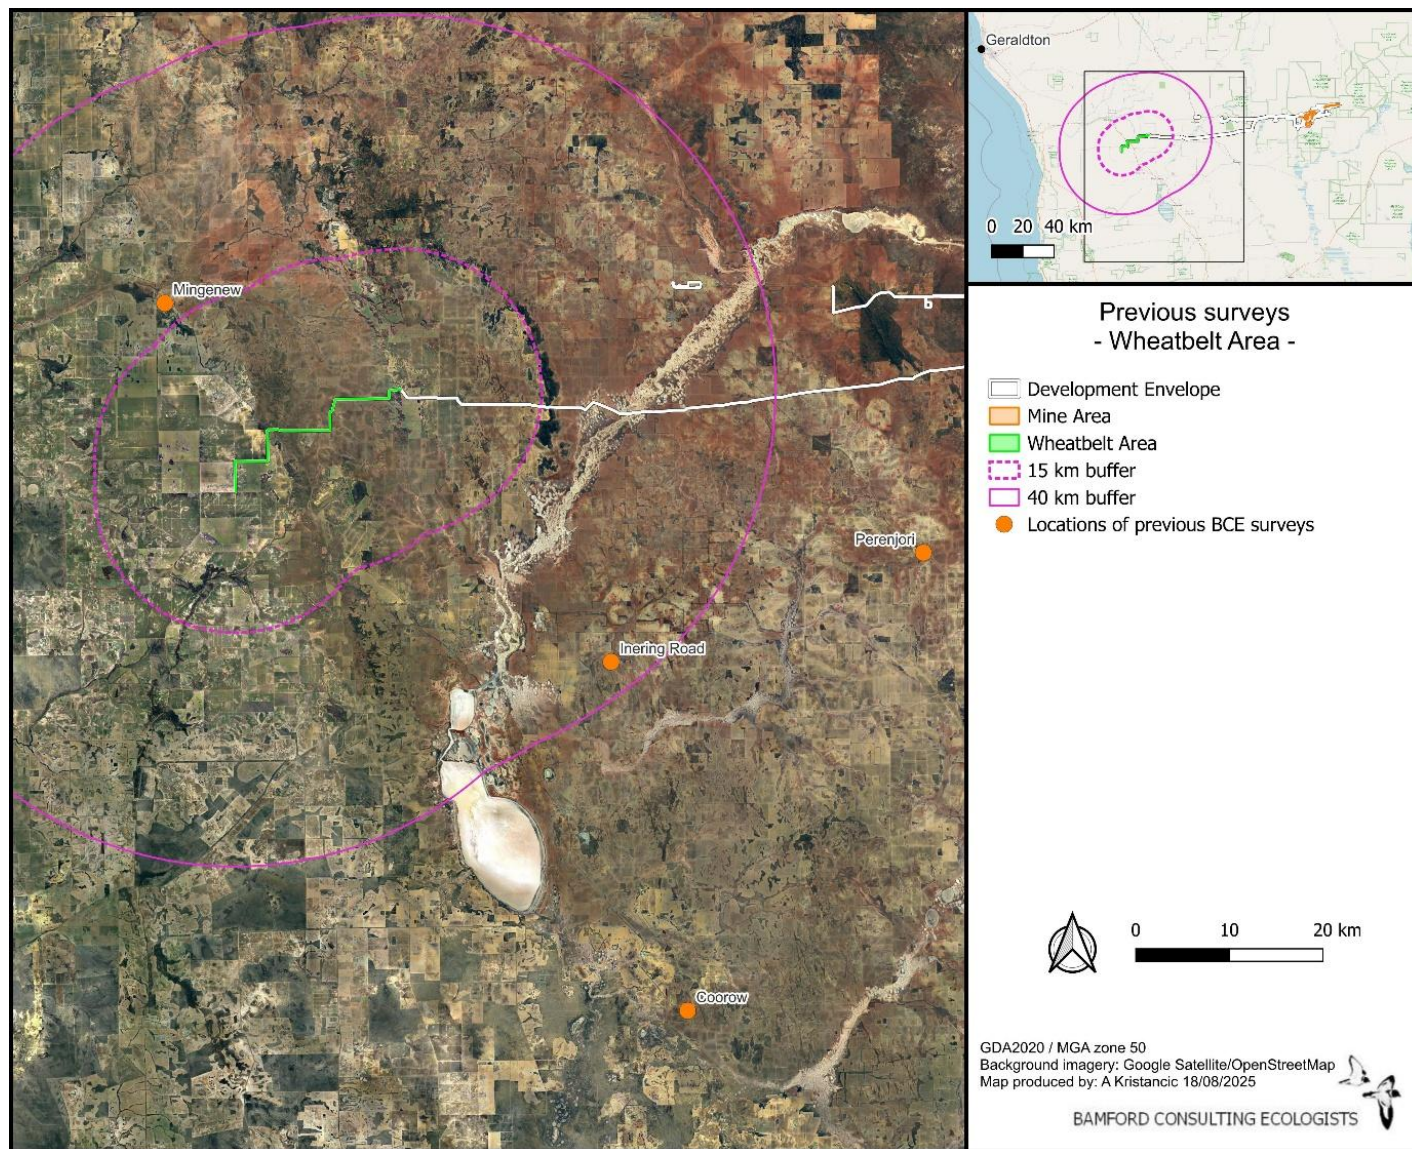 Mingenew
Perenjori
Inering Road
Coorow
Geraldton
0 20 40 km
Previous surveys
- Wheatbelt Area -
Development Envelope
Mine Area
Wheatbelt Area
15 km buffer
40 km buffer
Locations of previous BCE surveys
0 10 20 km
GDA2020 / MGA zone 50
Background imagery: Google Satellite/OpenStreetMap
Map produced by: A Kristancic 18/08/2025
BAMFORD CONSULTING ECOLOGISTS